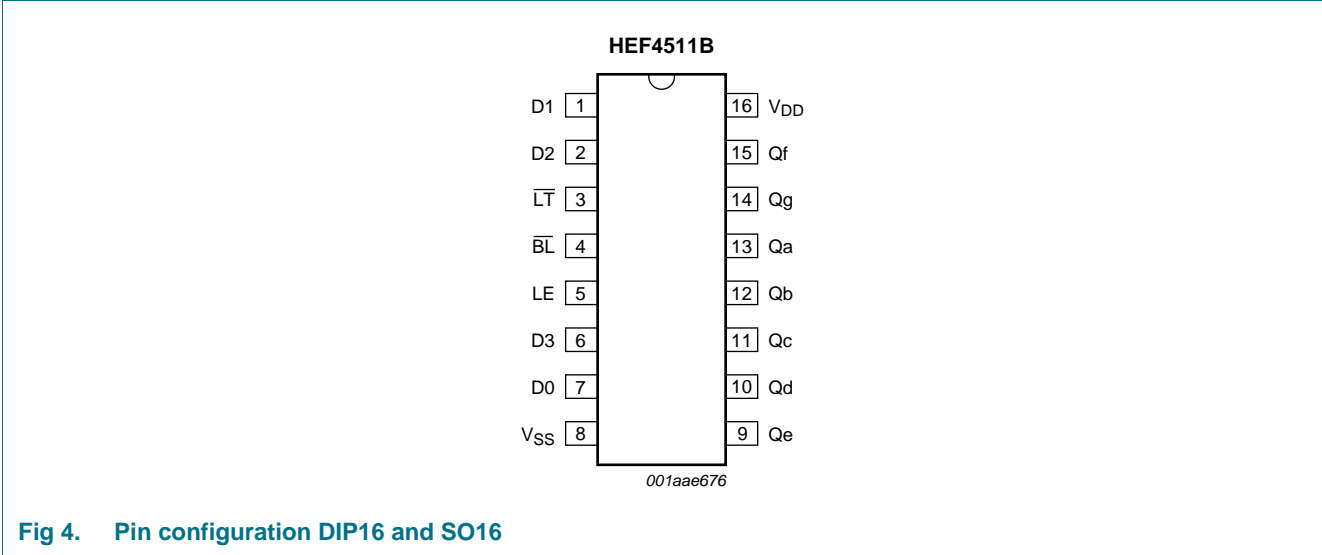 HEF4511B
D1 1 16 VDD
D2 2 15 Qf
L̅T̅ 3 14 Qg
B̅L̅ 4 13 Qa
LE 5 12 Qb
D3 6 11 Qc
D0 7 10 Qd
VSS 8 9 Qe
001aae676
Fig 4. Pin configuration DIP16 and SO16